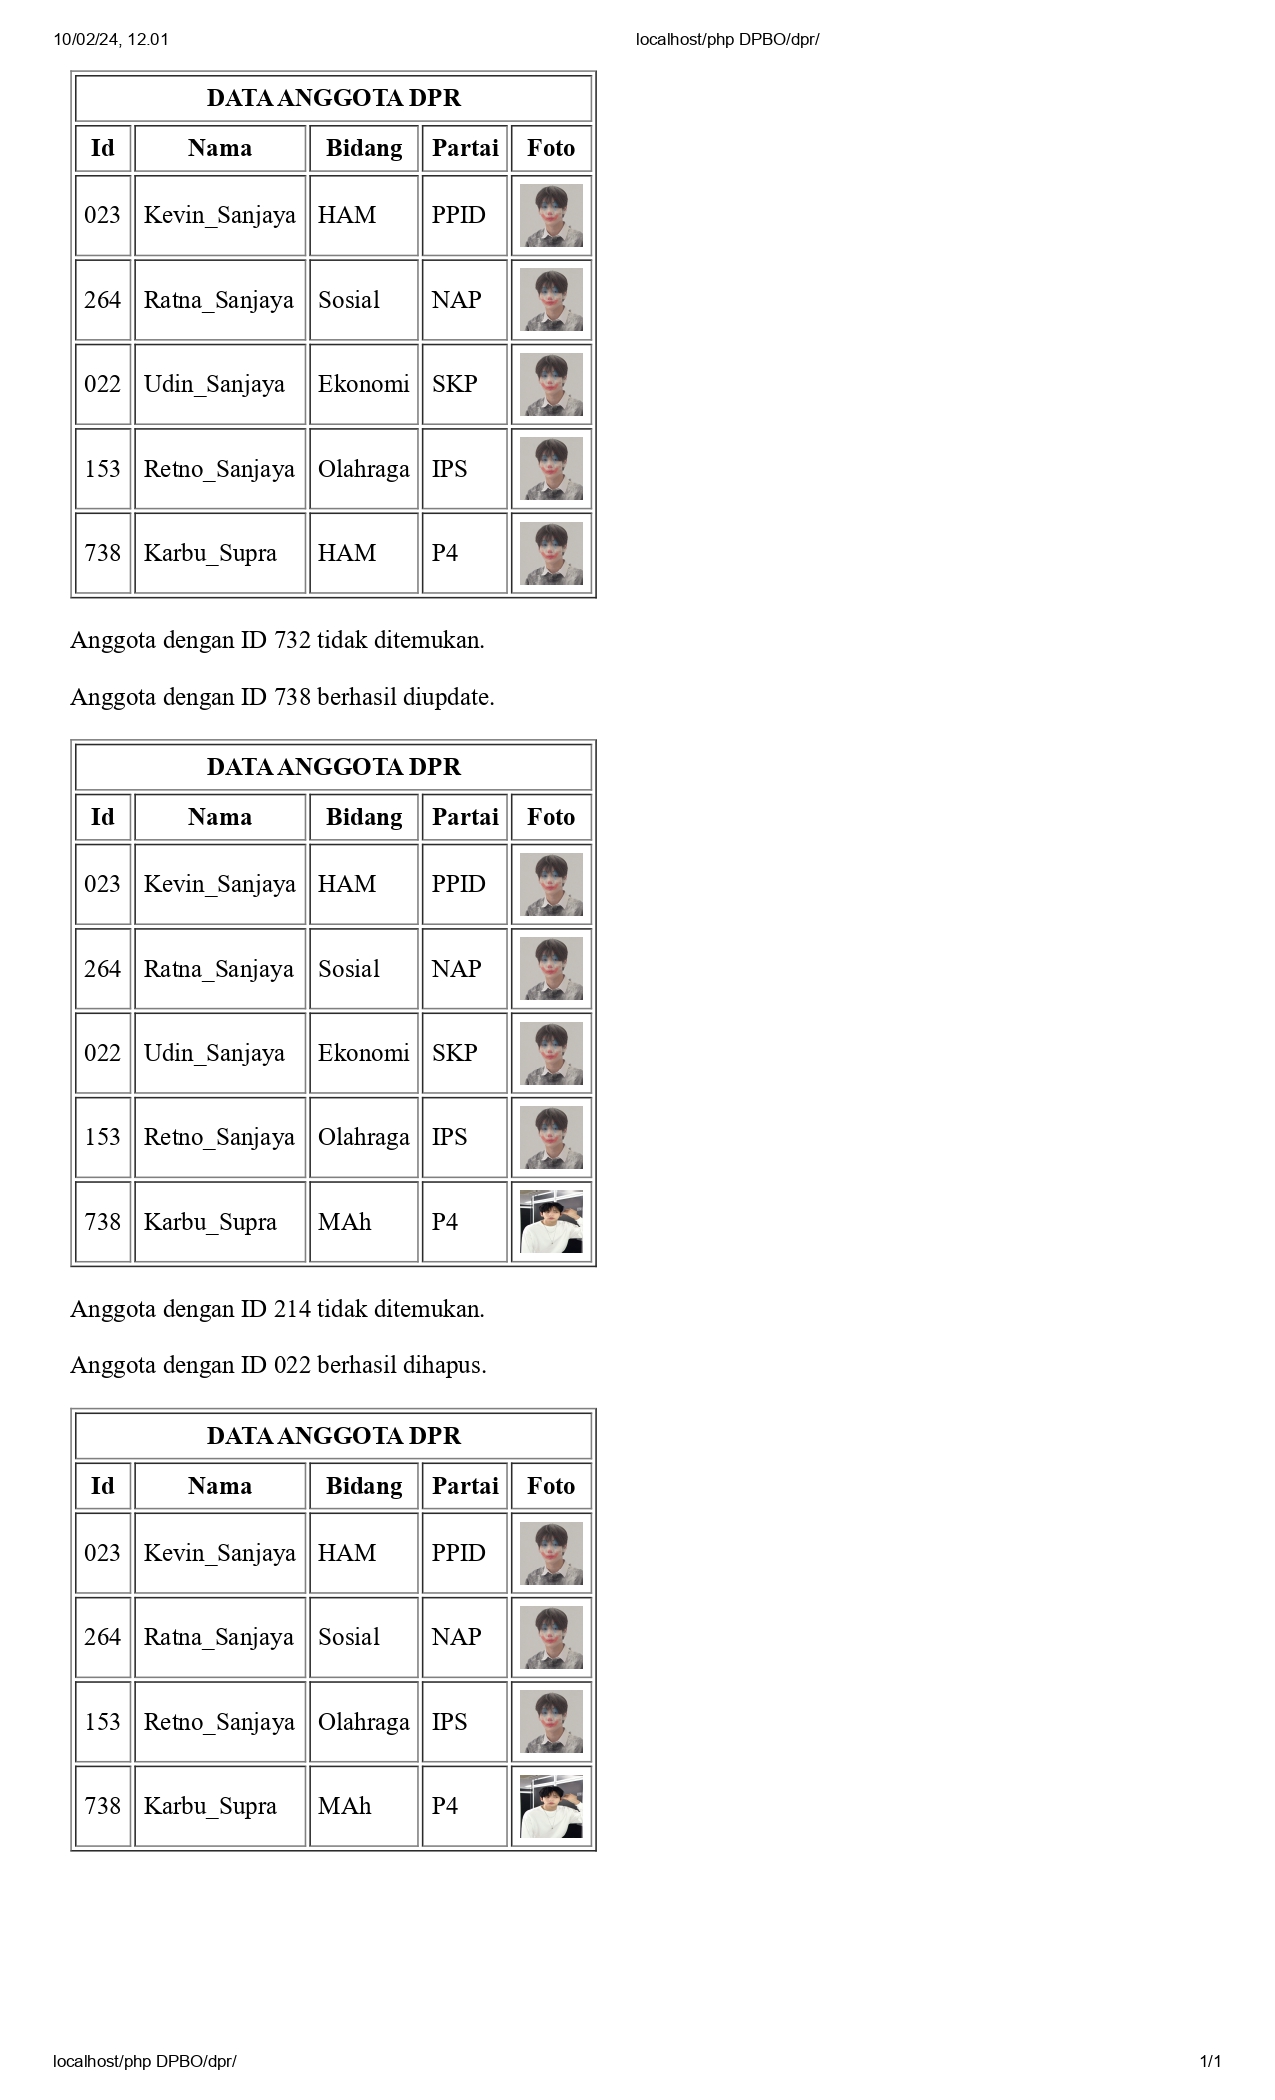 10/02/24, 12.01 localhost/php DPBO/dpr/
DATA ANGGOTA DPR
Id Nama Bidang Partai Foto
023 Kevin_Sanjaya HAM PPID
264 Ratna_Sanjaya Sosial NAP
022 Udin_Sanjaya Ekonomi SKP
153 Retno_Sanjaya Olahraga IPS
738 Karbu_Supra HAM P4
Anggota dengan ID 732 tidak ditemukan.
Anggota dengan ID 738 berhasil diupdate.
DATA ANGGOTA DPR
Id Nama Bidang Partai Foto
023 Kevin_Sanjaya HAM PPID
264 Ratna_Sanjaya Sosial NAP
022 Udin_Sanjaya Ekonomi SKP
153 Retno_Sanjaya Olahraga IPS
738 Karbu_Supra MAh P4
Anggota dengan ID 214 tidak ditemukan.
Anggota dengan ID 022 berhasil dihapus.
DATA ANGGOTA DPR
Id Nama Bidang Partai Foto
023 Kevin_Sanjaya HAM PPID
264 Ratna_Sanjaya Sosial NAP
153 Retno_Sanjaya Olahraga IPS
738 Karbu_Supra MAh P4
localhost/php DPBO/dpr/ 1/1